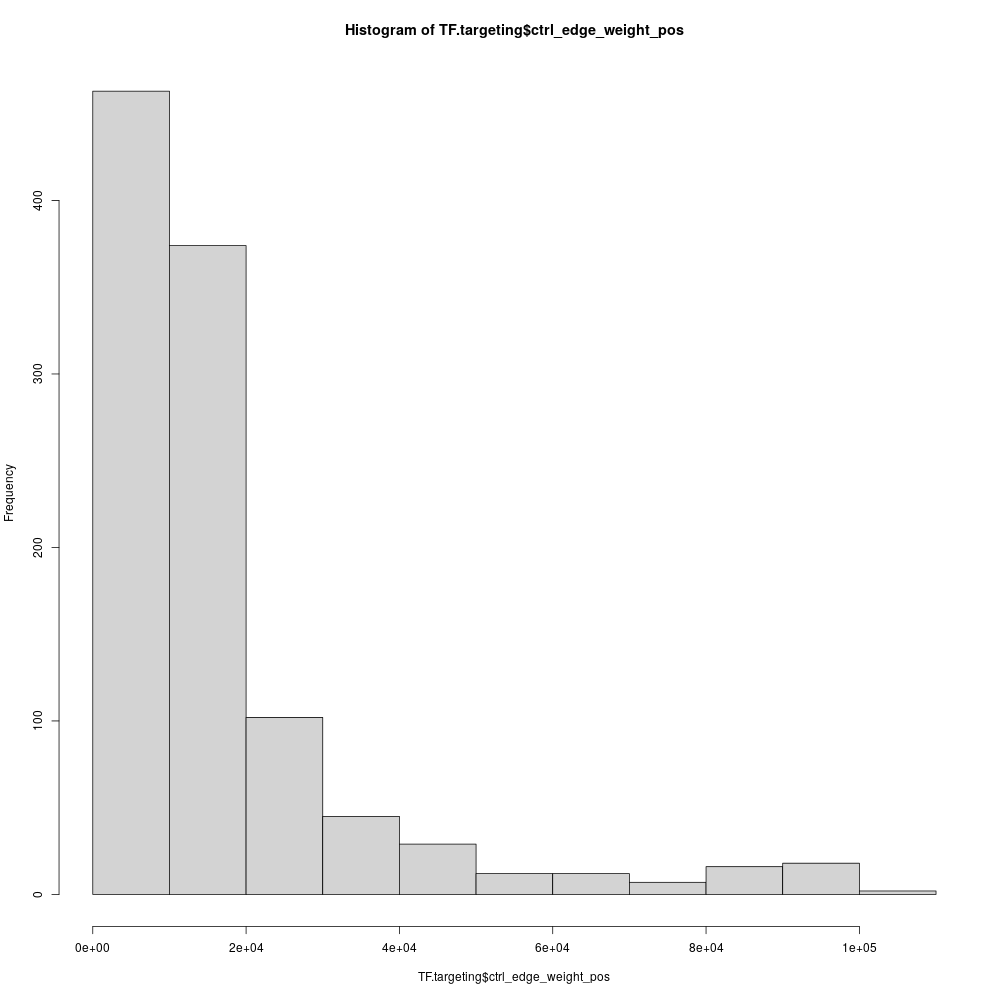 Histogram of TF.targeting$ctrl_edge_weight_pos
400
300
200
100
0
Frequency
0e+00 2e+04 4e+04 6e+04 8e+04 1e+05
TF.targeting$ctrl_edge_weight_pos